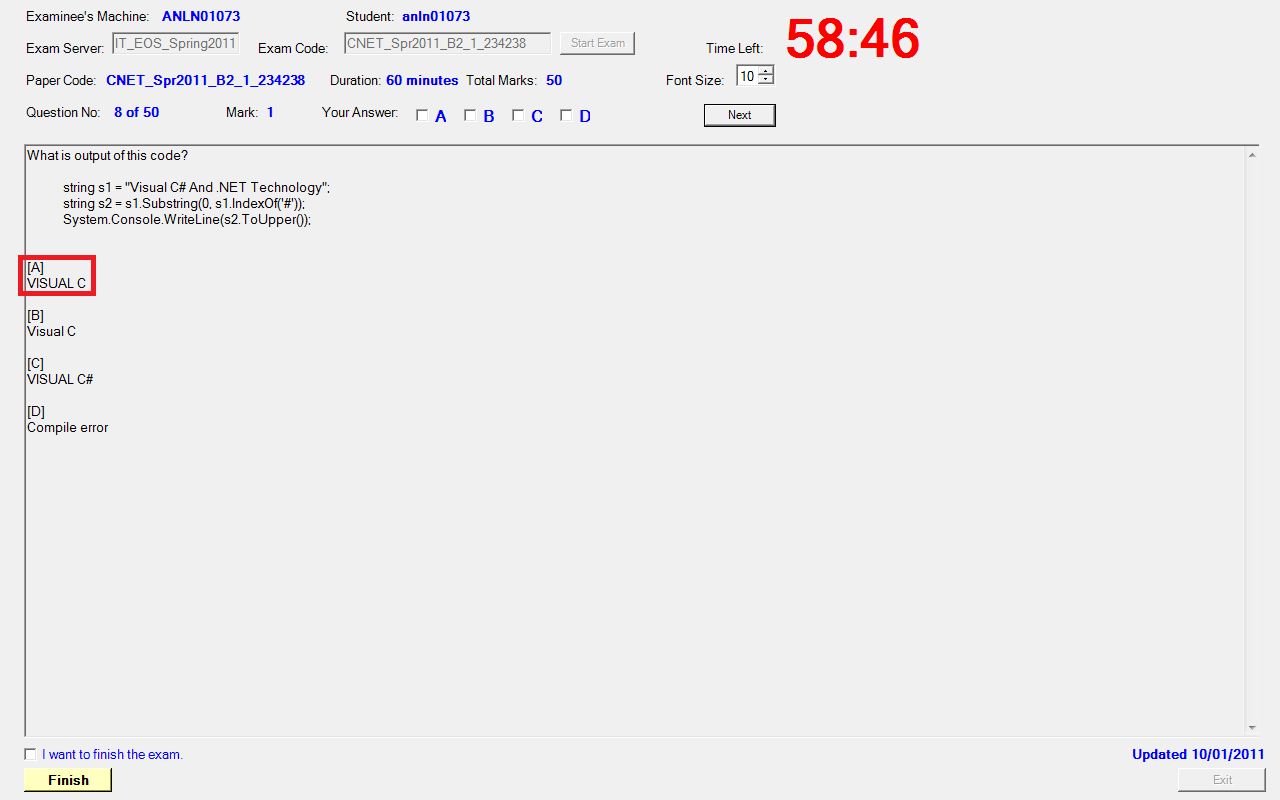 Examinee's Machine: ANLN01073 Student: anln01073
58:46
Exam Server: IT_EOS_Spring2011 Exam Code: CNET_Spr2011_B2_1_234238 Start Exam Time Left:
Paper Code: CNET_Spr2011_B2_1_234238 Duration: 60 minutes Total Marks: 50 Font Size: 10
Question No: 8 of 50 Mark: 1 Your Answer: A B C D Next
What is output of this code?
string s1 = "Visual C# And .NET Technology";
string s2 = s1.Substring(0, s1.IndexOf('#'));
System.Console.WriteLine(s2.ToUpper());
[A]
VISUAL C
[B]
Visual C
[C]
VISUAL C#
[D]
Compile error
I want to finish the exam. Updated 10/01/2011
Finish Exit